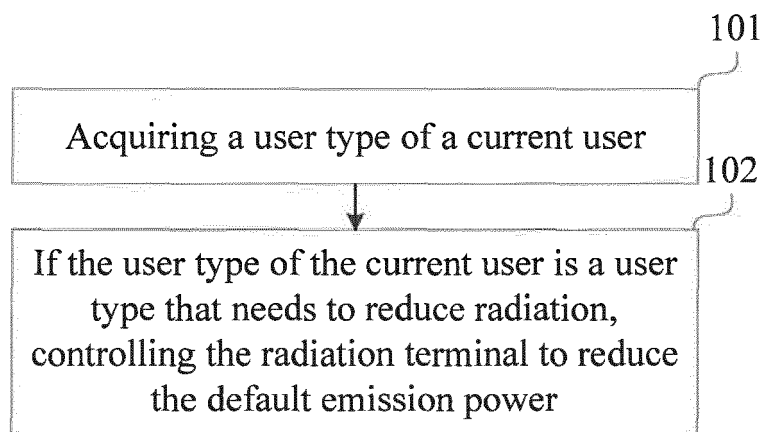 101
Acquiring a user type of a current user
102
If the user type of the current user is a user
type that needs to reduce radiation,
controlling the radiation terminal to reduce
the default emission power